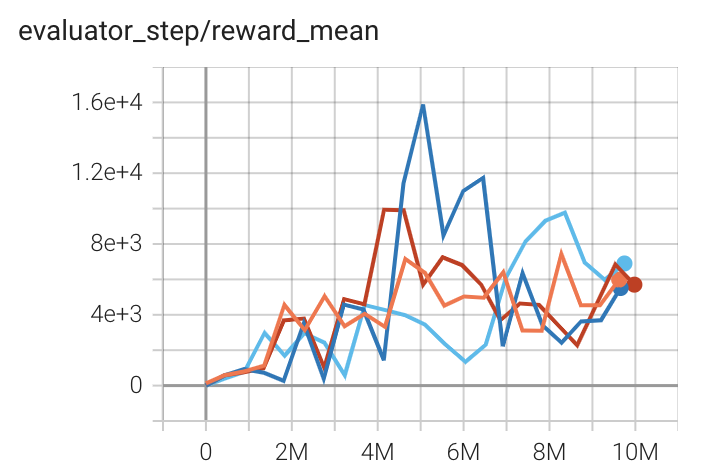 evaluator_step/reward_mean
1.6e+4
1.2e+4
8e+3
4e+3
0
0 2M 4M 6M 8M 10M